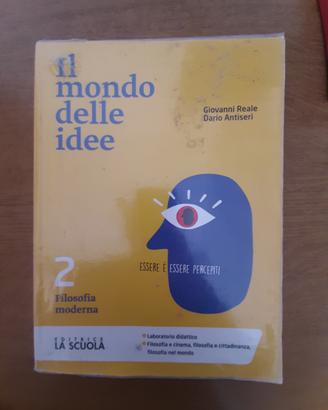 il
mondo
delle
idee
Giovanni Reale
Dario Antiseri
ESSERE È ESSERE PERCEPITI
2
Filosofia
moderna
EDITRICE
LA SCUOLA
Laboratorio didattico
Filosofia e cinema, filosofia e cittadinanza,
filosofia nel mondo